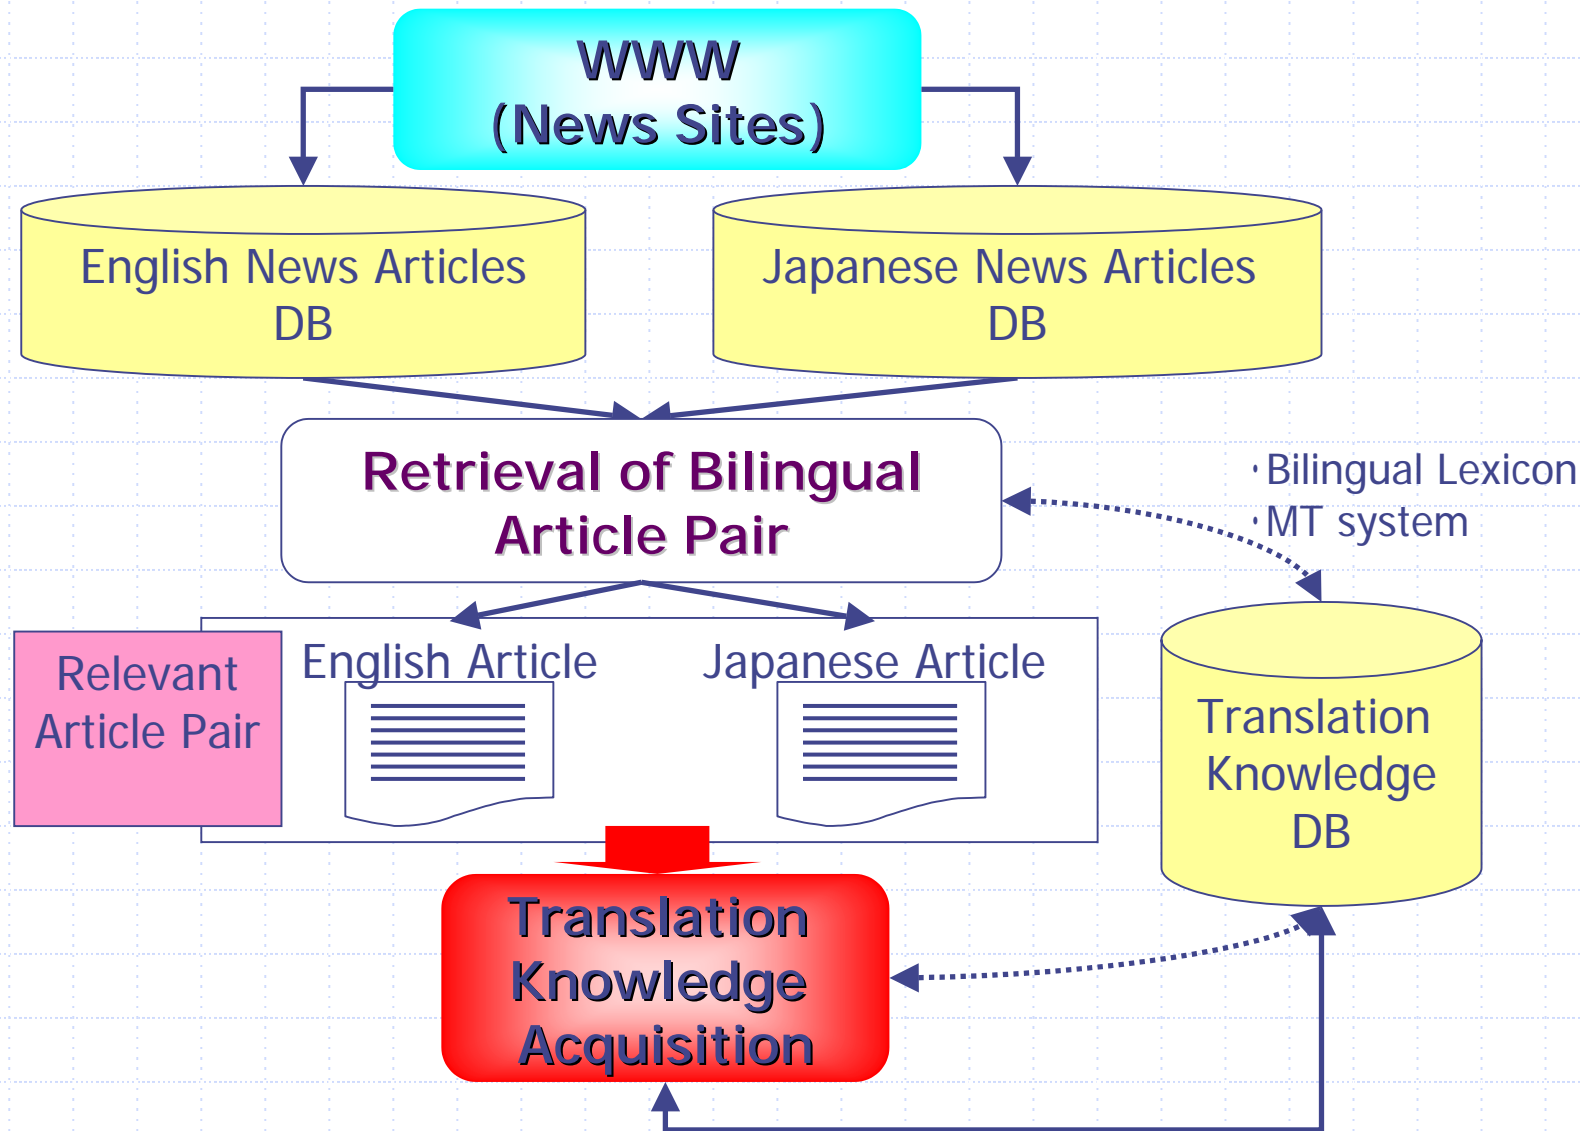 WWW
(News Sites)
English News Articles
DB
Japanese News Articles
DB
Retrieval of Bilingual
Article Pair
・Bilingual Lexicon
・MT system
Relevant
Article Pair
English Article
Japanese Article
Translation
Knowledge
DB
Translation
Knowledge
Acquisition